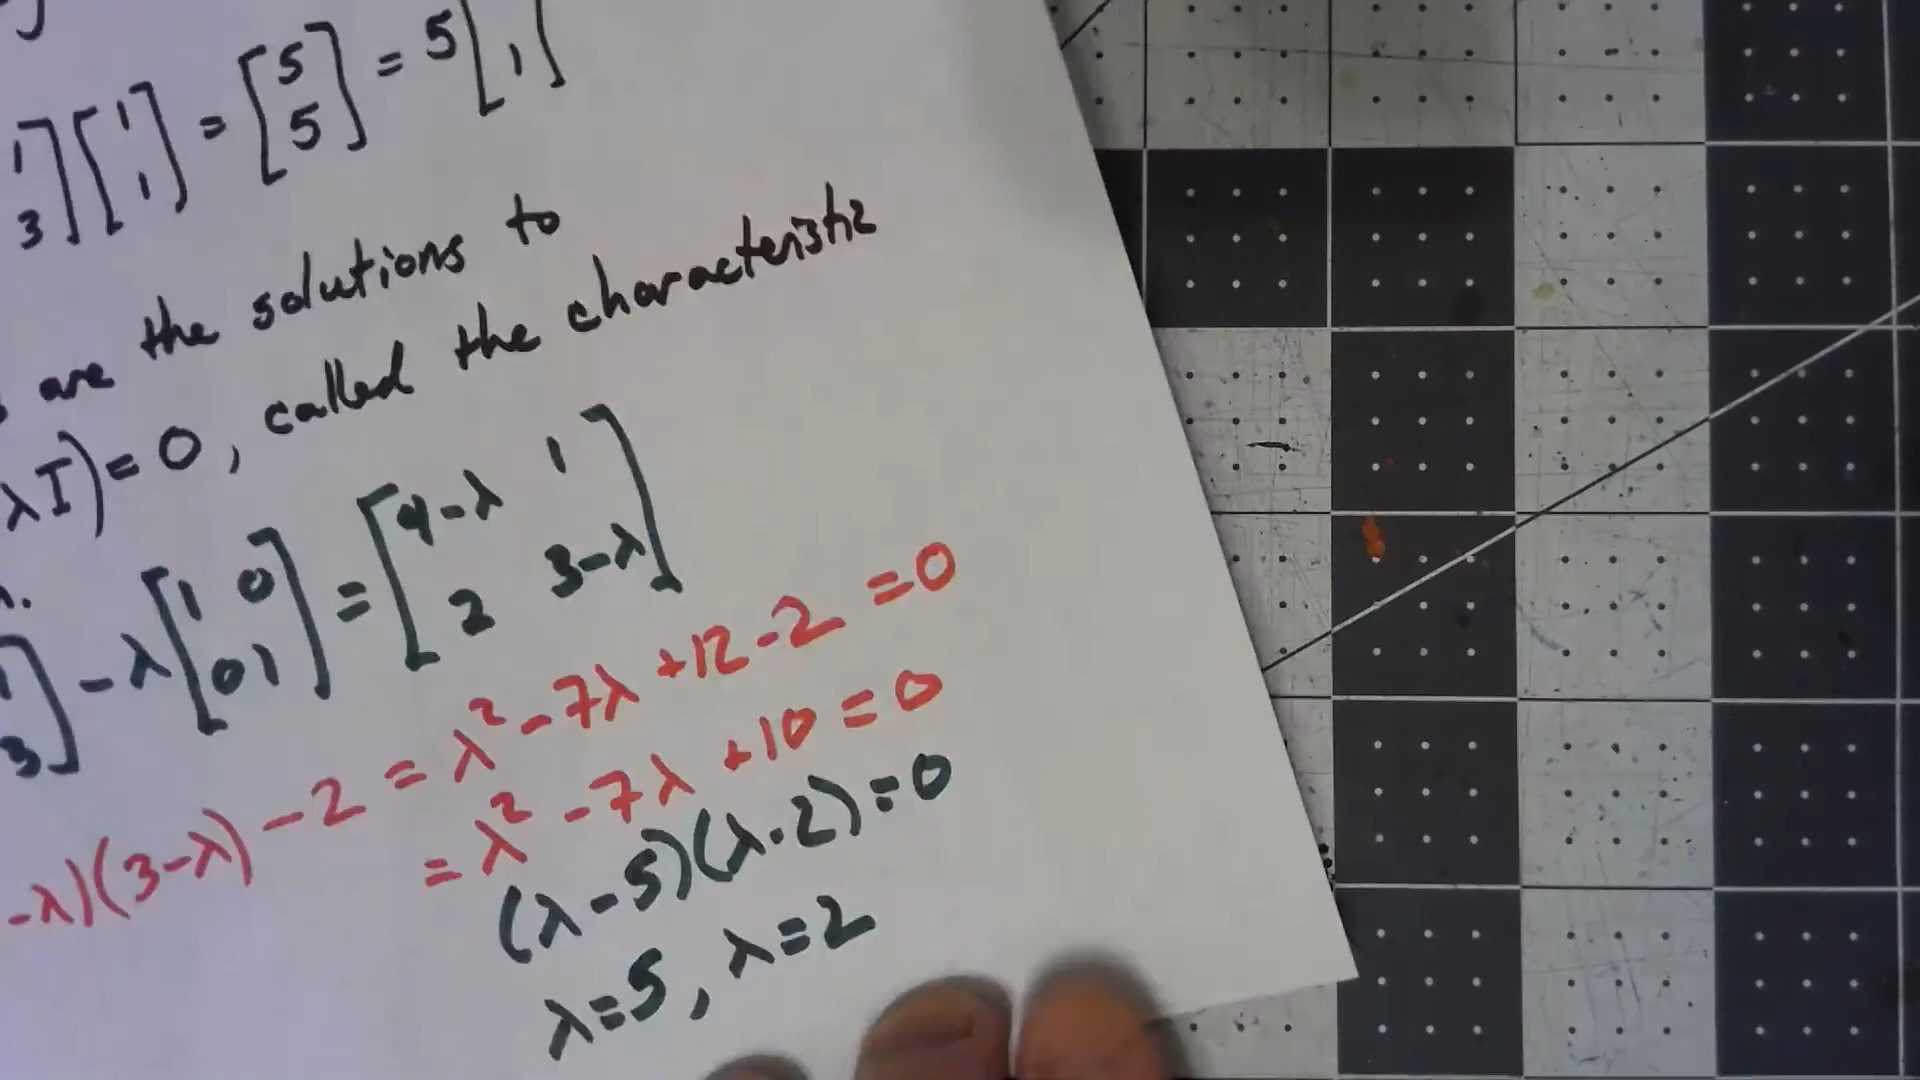 1 ] [ 1 = [ 5 = 5 [
3 ] 1 ] 5 ] 1 ]
are the solutions to
λI)=0, called the characteristic
n.
1 ] -λ [ 1 0 = [ 4-λ 1
3 ] 0 1 ] 2 3-λ ]
-λ)(3-λ) -2 = λ² -7λ +12 -2 =0
= λ² -7λ +10 =0
(λ-5)(λ-2)=0
λ=5, λ=2